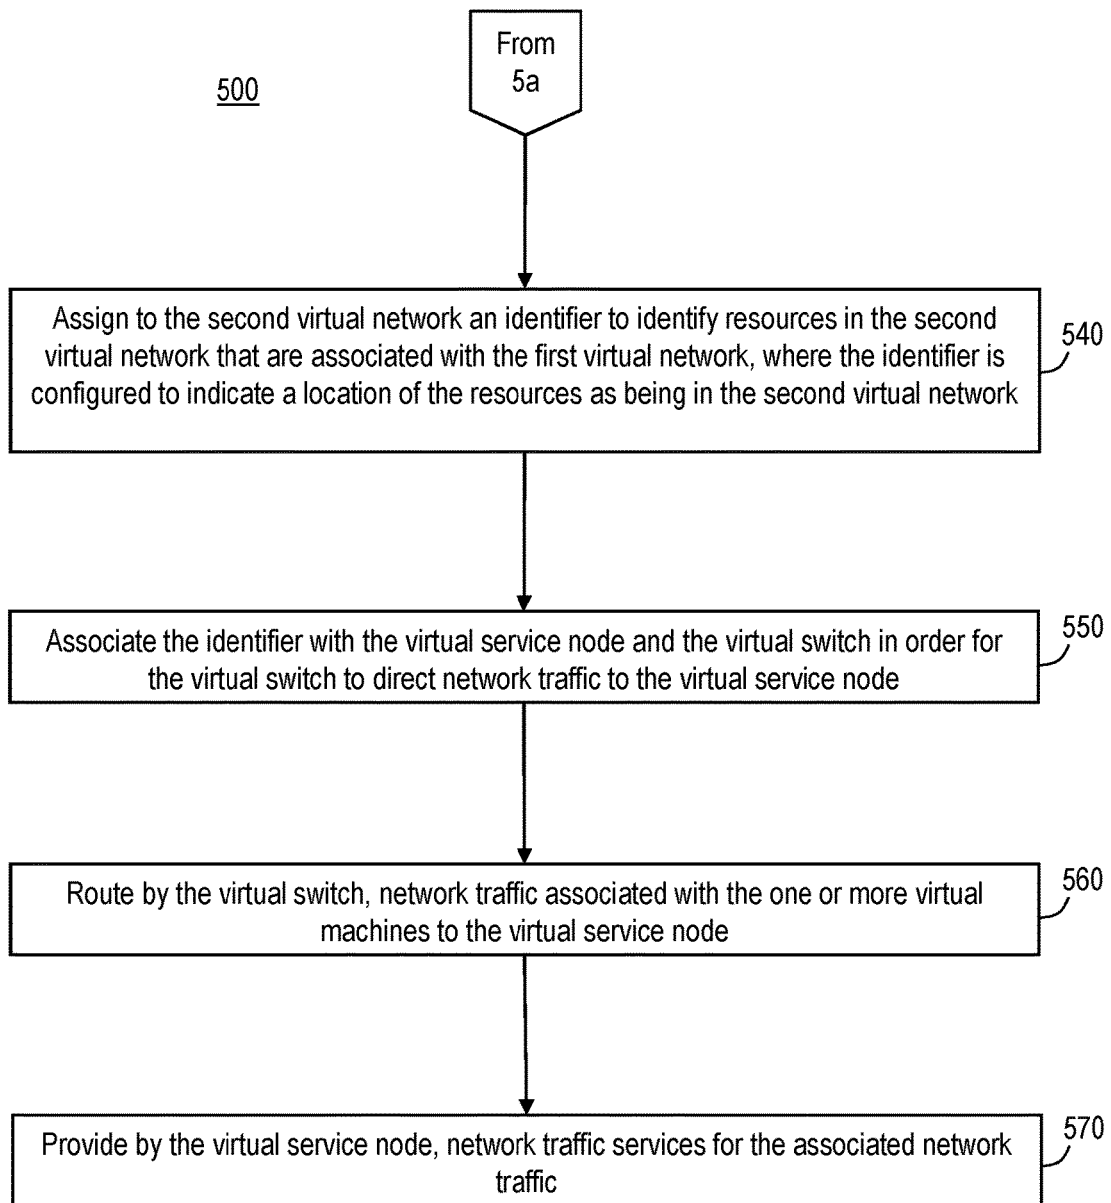 From
5a
500
Assign to the second virtual network an identifier to identify resources in the second
virtual network that are associated with the first virtual network, where the identifier is
configured to indicate a location of the resources as being in the second virtual network
540
Associate the identifier with the virtual service node and the virtual switch in order for
the virtual switch to direct network traffic to the virtual service node
550
Route by the virtual switch, network traffic associated with the one or more virtual
machines to the virtual service node
560
Provide by the virtual service node, network traffic services for the associated network
traffic
570